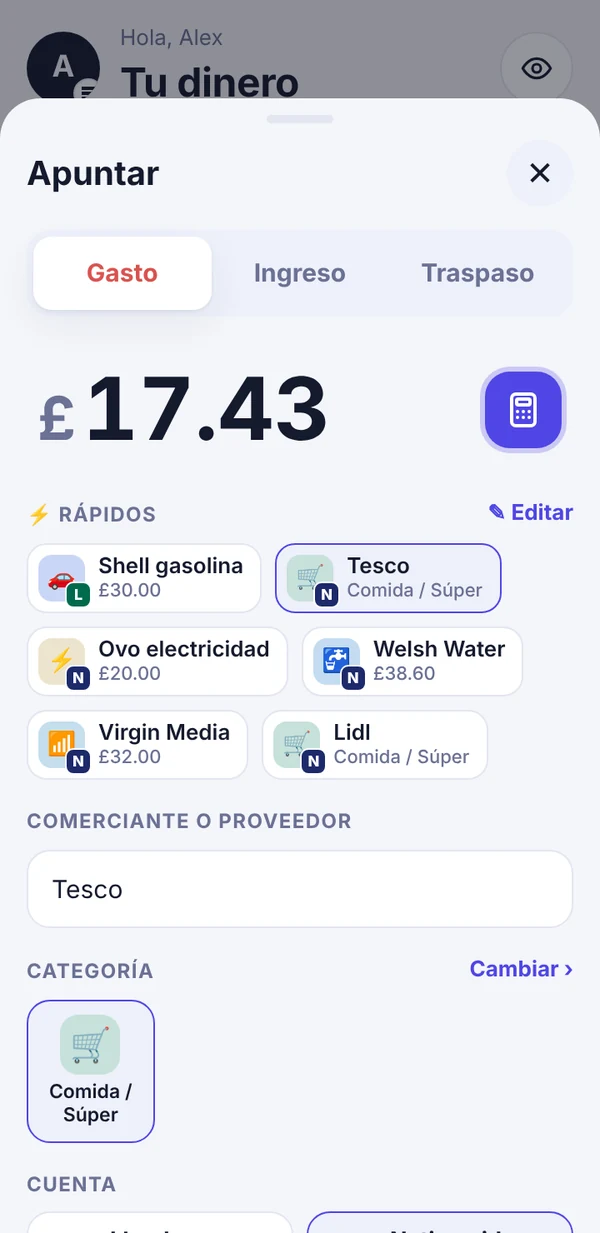 A
Hola, Alex
Tu dinero
Apuntar
Gasto
Ingreso
Traspaso
£17.43
⚡ RÁPIDOS
✎ Editar
Shell gasolina
L
£30.00
Tesco
N
Comida / Súper
Ovo electricidad
N
£20.00
Welsh Water
N
£38.60
Virgin Media
N
£32.00
Lidl
N
Comida / Súper
COMERCIANTE O PROVEEDOR
Tesco
CATEGORÍA
Cambiar ›
Comida /
Súper
CUENTA